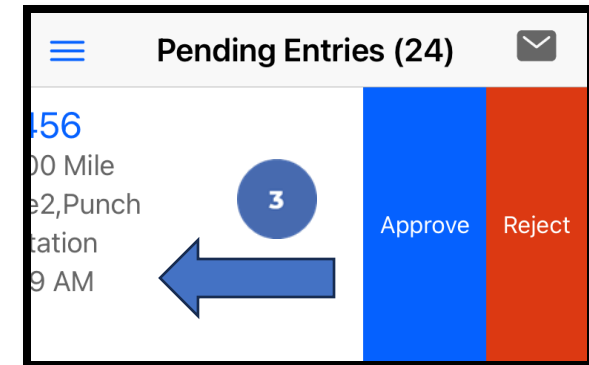 Pending Entries (24)
456
00 Mile
e2,Punch
tation
9 AM
3
Approve
Reject